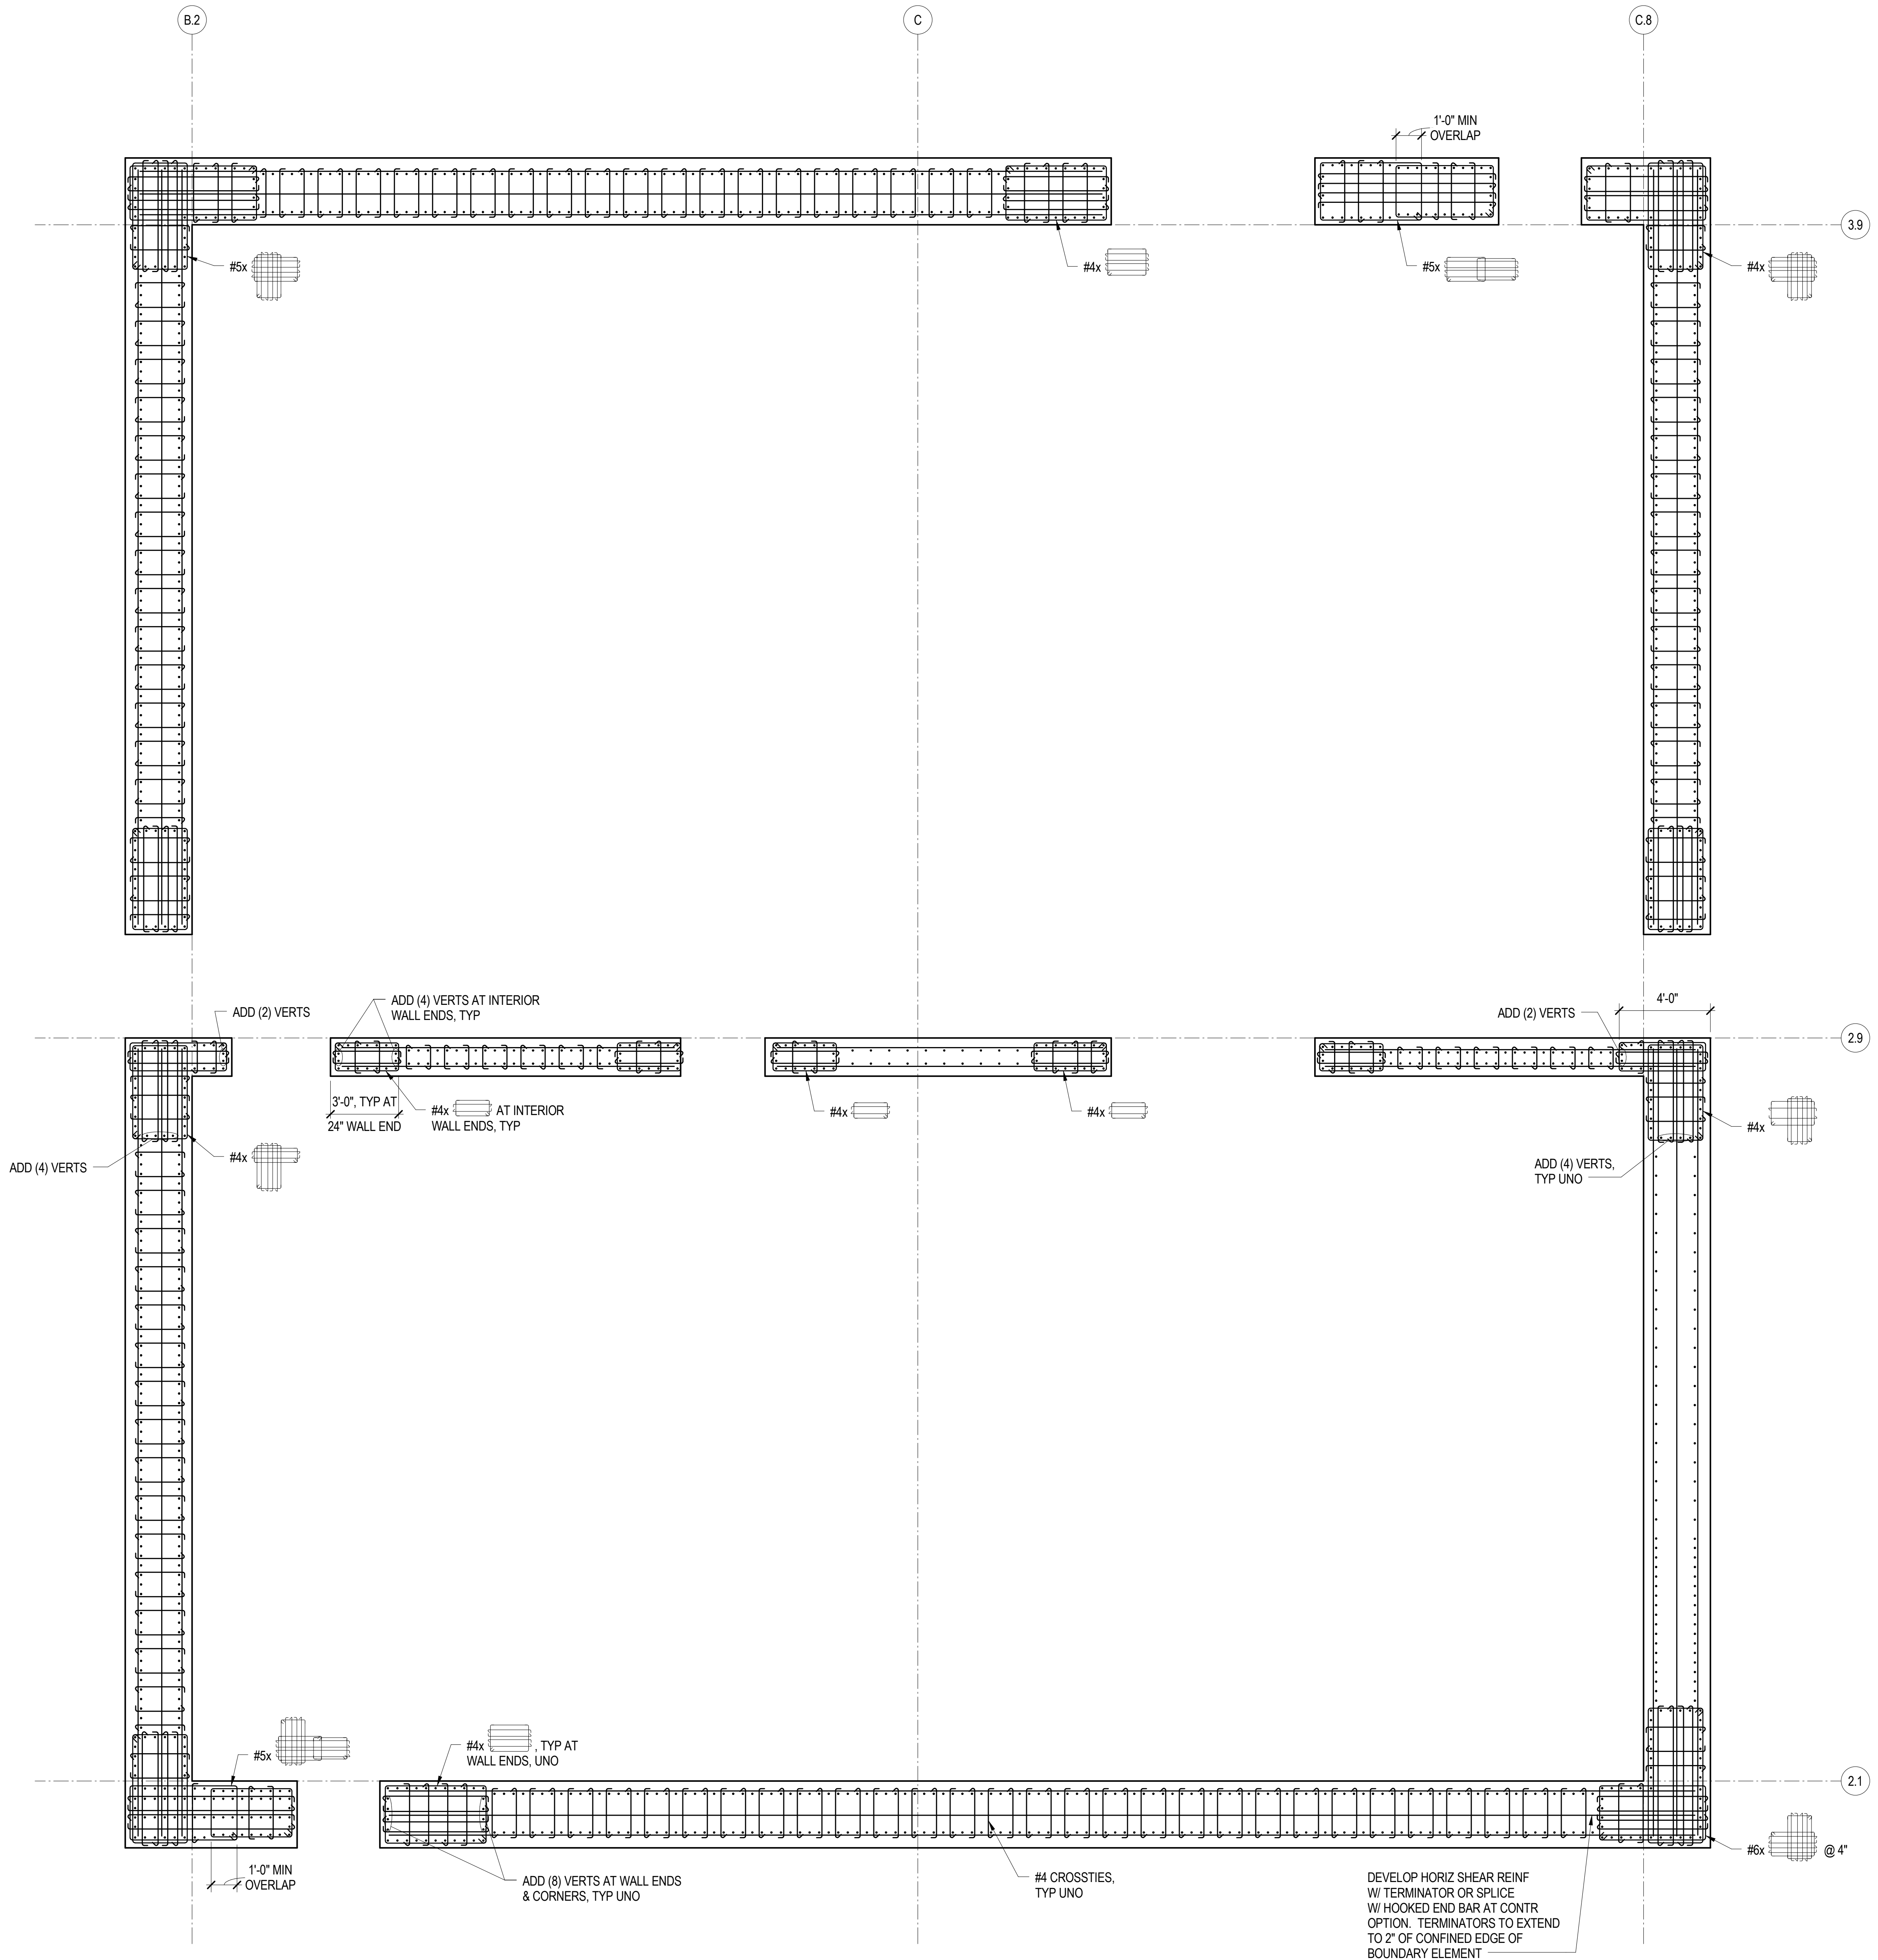 B.2
C
C.8
1'-0" MIN
OVERLAP
3.9
#5x
#4x
#5x
#4x
ADD (2) VERTS
ADD (4) VERTS AT INTERIOR
WALL ENDS, TYP
ADD (2) VERTS
4'-0"
2.9
3'-0", TYP AT
24" WALL END
#4x AT INTERIOR
WALL ENDS, TYP
#4x
#4x
#4x
ADD (4) VERTS
#4x
ADD (4) VERTS,
TYP UNO
#5x
#4x , TYP AT
WALL ENDS, UNO
2.1
1'-0" MIN
OVERLAP
ADD (8) VERTS AT WALL ENDS
& CORNERS, TYP UNO
#4 CROSSTIES,
TYP UNO
DEVELOP HORIZ SHEAR REINF
W/ TERMINATOR OR SPLICE
W/ HOOKED END BAR AT CONTR
OPTION. TERMINATORS TO EXTEND
TO 2" OF CONFINED EDGE OF
BOUNDARY ELEMENT
#6x @ 4"